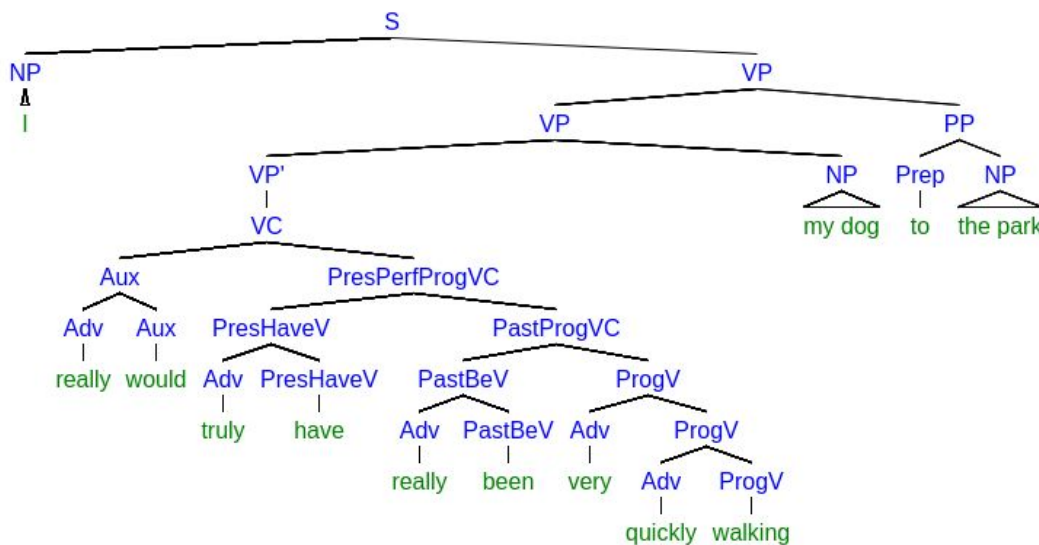 S
NP VP
I VP PP
VP' NP Prep NP
VC my dog to the park
Aux PresPerfProgVC
Adv Aux PresHaveV PastProgVC
really would Adv PresHaveV PastBeV ProgV
truly have Adv PastBeV Adv ProgV
really been very Adv ProgV
quickly walking